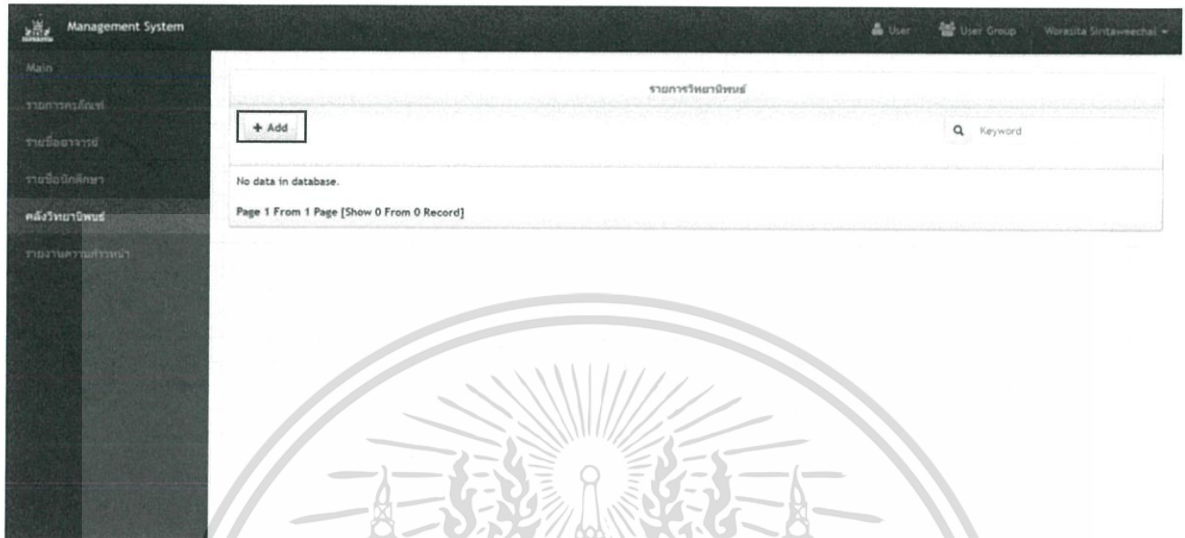 Management System
User
User Group
Worasita Sintaweechai
Main
รายการครุภัณฑ์
รายชื่ออาจารย์
รายชื่อนักศึกษา
คลังวิทยานิพนธ์
รายงานความก้าวหน้า
รายการวิทยานิพนธ์
+ Add
Keyword
No data in database.
Page 1 From 1 Page [Show 0 From 0 Record]